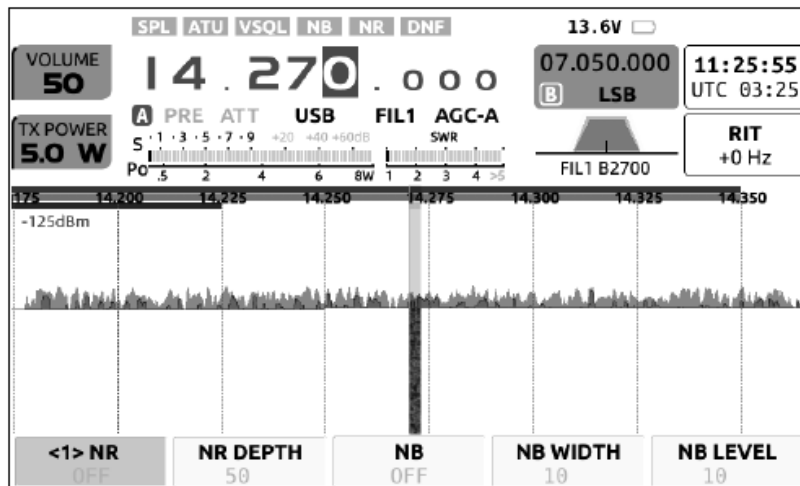 SPL ATU VSQL NB NR DNF 13.6V
VOLUME
50
14.270.000
07.050.000
B LSB
11:25:55
UTC 03:25
A PRE ATT USB FIL1 AGC-A
TX POWER
5.0 W
S ·1 ·3 ·5 ·7 ·9 +20 +40 +60dB SWR
Po .5 2 4 6 8W 1 2 3 4 >5
FIL1 B2700
RIT
+0 Hz
175 14.200 14.225 14.275 14.300 14.325 14.350
-125dBm
<1> NR NR DEPTH NB NB WIDTH NB LEVEL
OFF 50 OFF 10 10